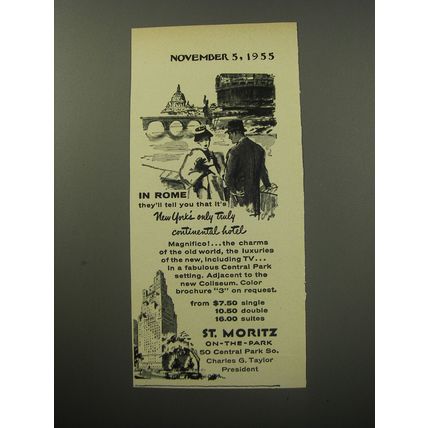 NOVEMBER 5, 1955
IN ROME
they'll tell you that it's
New York's only truly
continental hotel
Magnifico!...the charms
of the old world, the luxuries
of the new, including TV...
in a fabulous Central Park
setting. Adjacent to the
new Coliseum. Color
brochure "3" on request.
from $7.50 single
10.50 double
16.00 suites
ST. MORITZ
ON-THE-PARK
50 Central Park So.
Charles G. Taylor
President